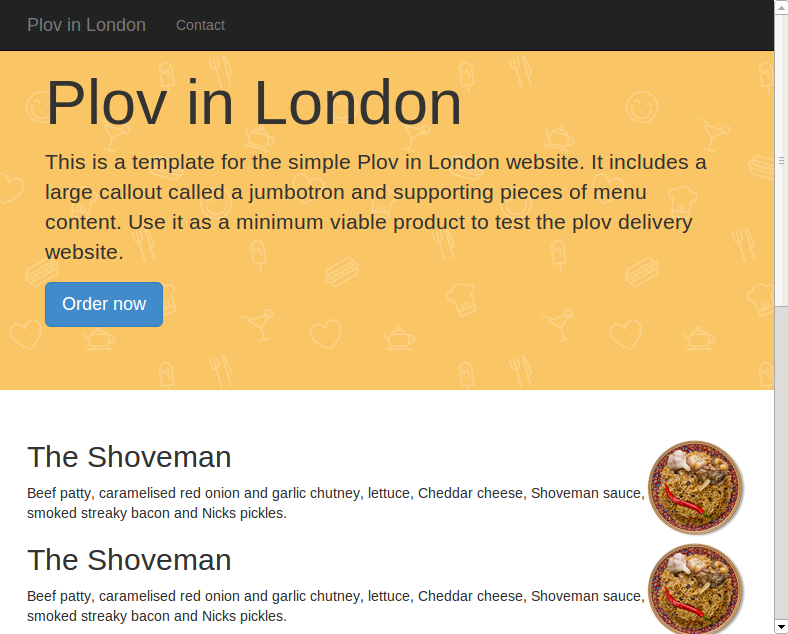 Plov in London Contact
Plov in London
This is a template for the simple Plov in London website. It includes a
large callout called a jumbotron and supporting pieces of menu
content. Use it as a minimum viable product to test the plov delivery
website.
Order now
The Shoveman
Beef patty, caramelised red onion and garlic chutney, lettuce, Cheddar cheese, Shoveman sauce,
smoked streaky bacon and Nicks pickles.
The Shoveman
Beef patty, caramelised red onion and garlic chutney, lettuce, Cheddar cheese, Shoveman sauce,
smoked streaky bacon and Nicks pickles.